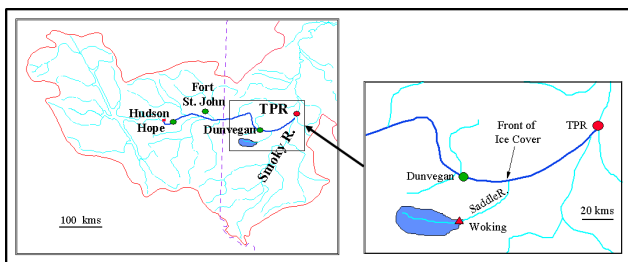 Fort
St. John
Hudson
Hope
TPR
Dunvegan
Smoky R.
100 kms
Front of
Ice Cover
TPR
Dunvegan
SaddleR.
Woking
20 kms